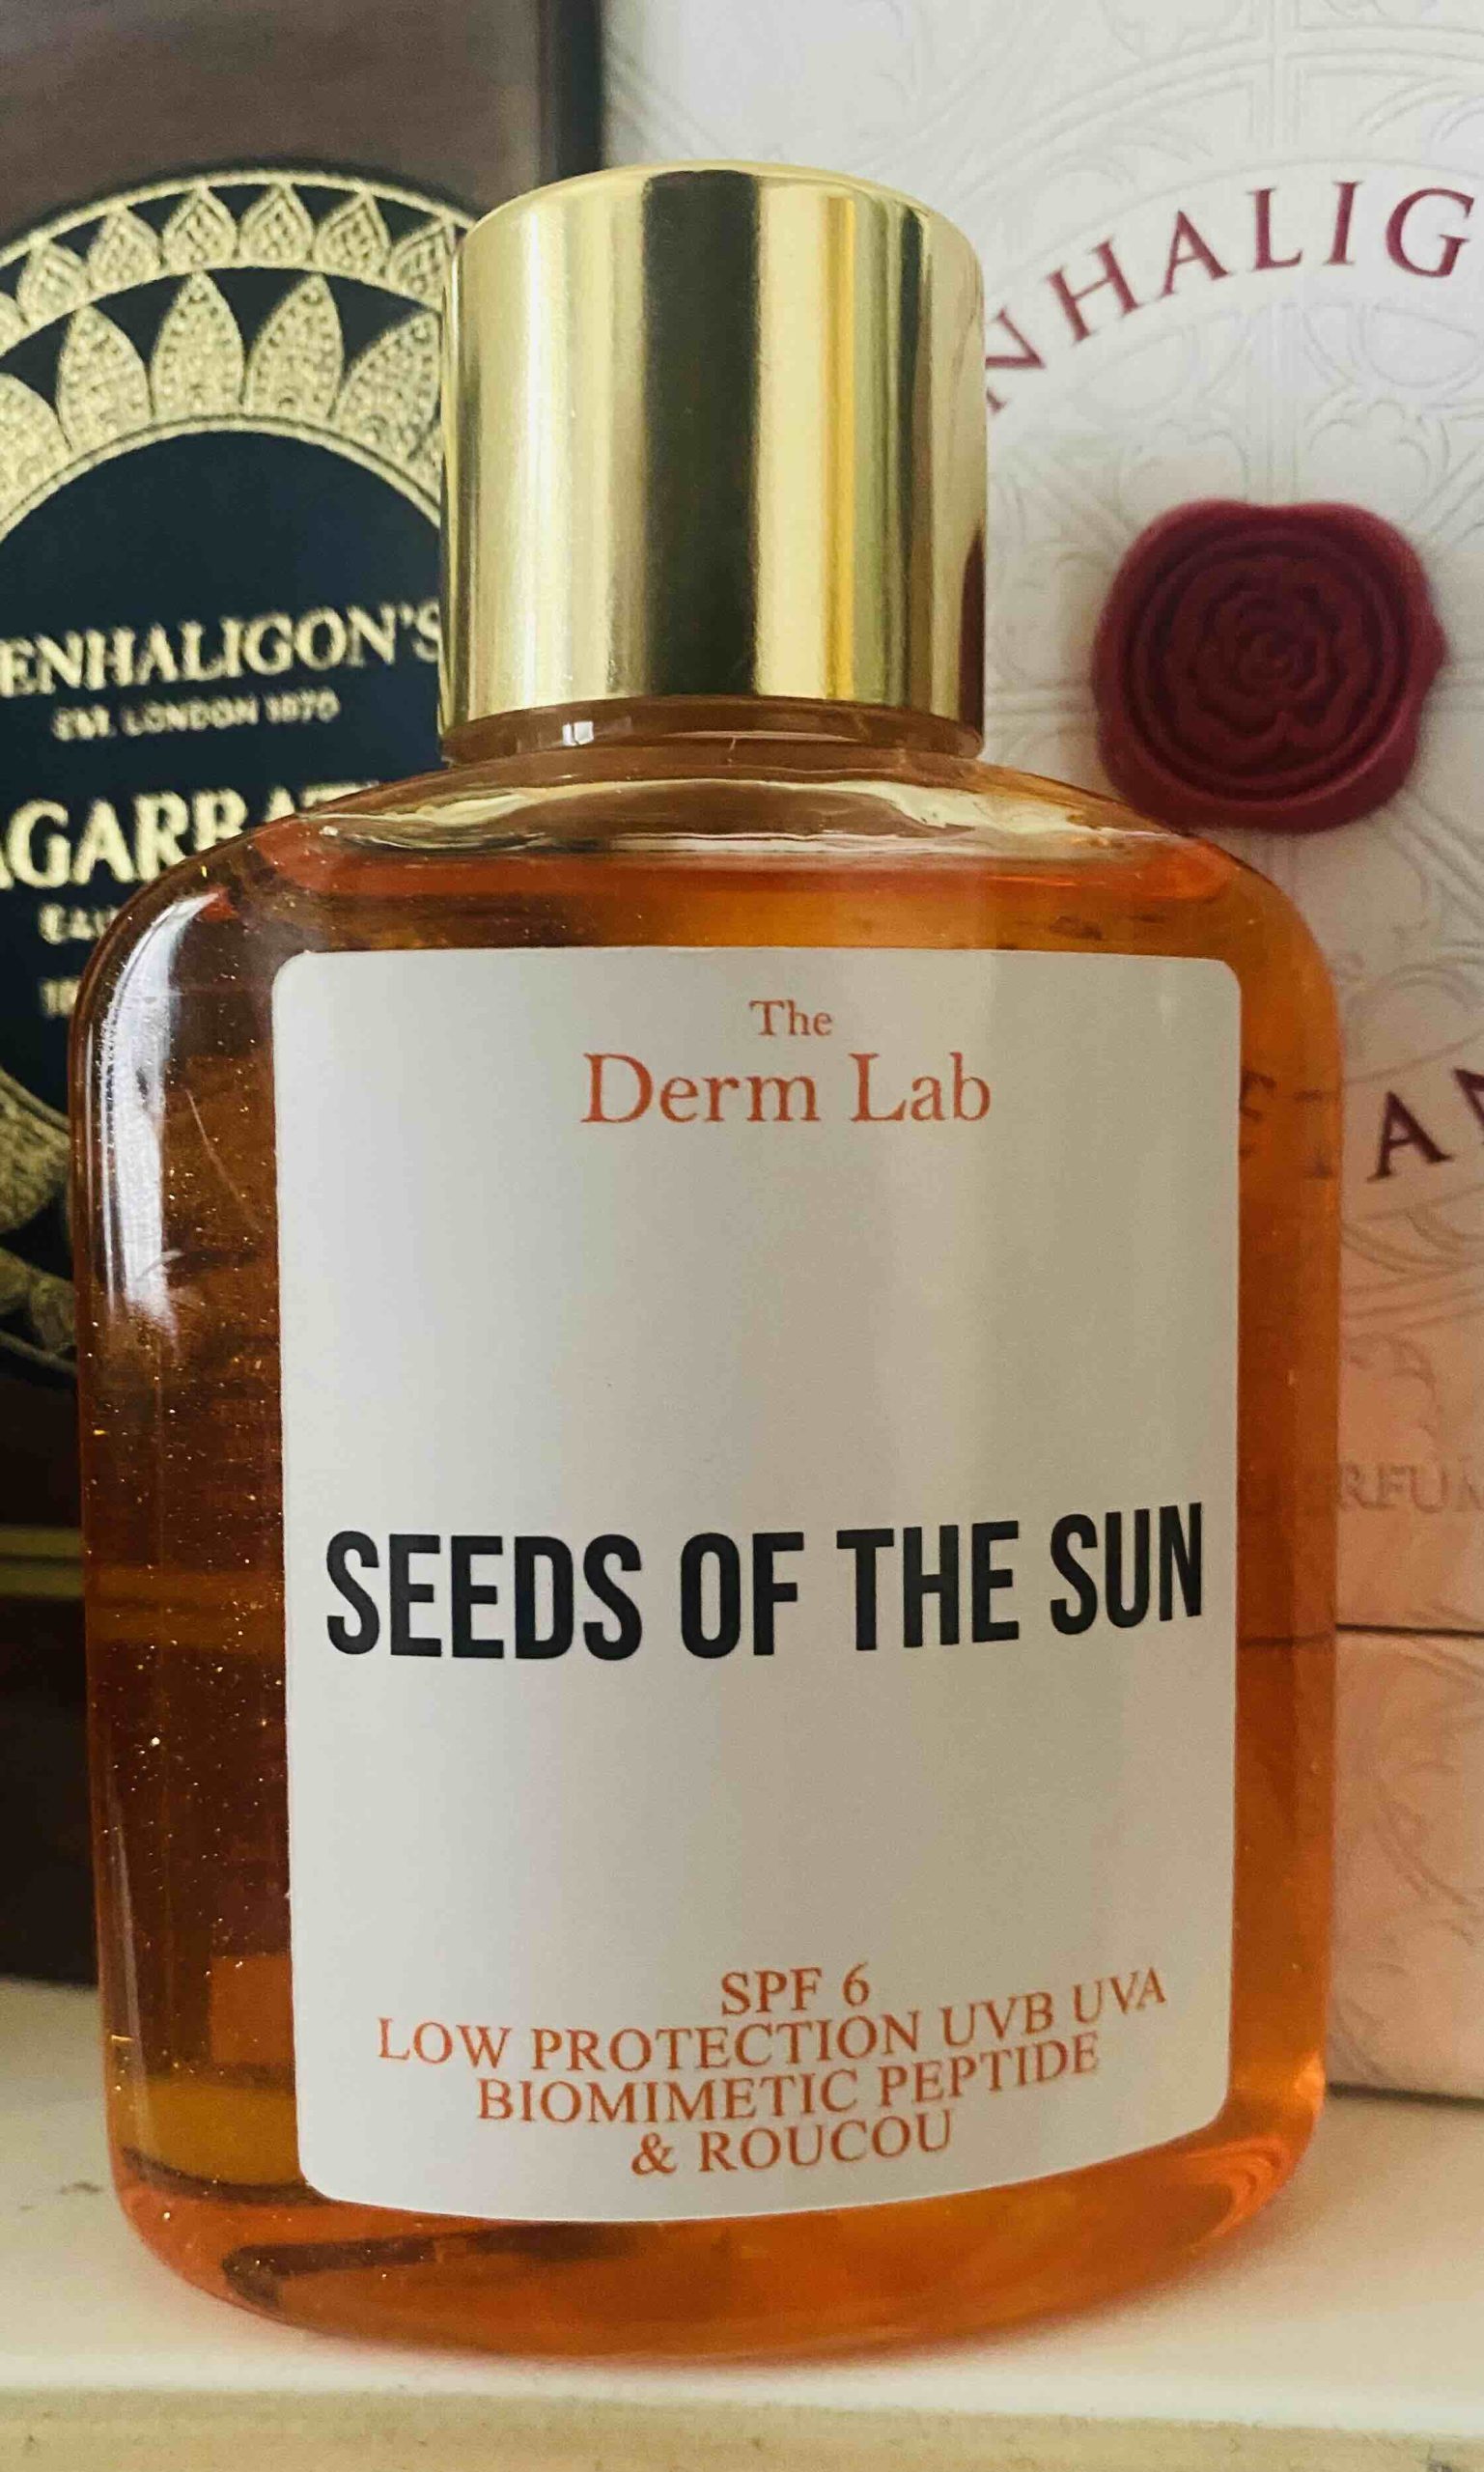 ENHALIGON'S
EST. LONDON 1870
NHALIG
The
Derm Lab
SEEDS OF THE SUN
SPF 6
LOW PROTECTION UVB UVA
BIOMIMETIC PEPTIDE
& ROUCOU